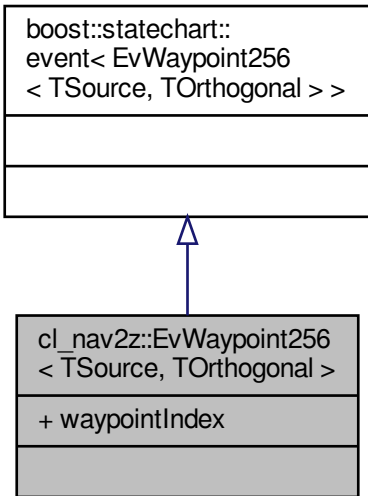 boost::statechart::
event< EvWaypoint256
< TSource, TOrthogonal > >
cl_nav2z::EvWaypoint256
< TSource, TOrthogonal >
+ waypointIndex